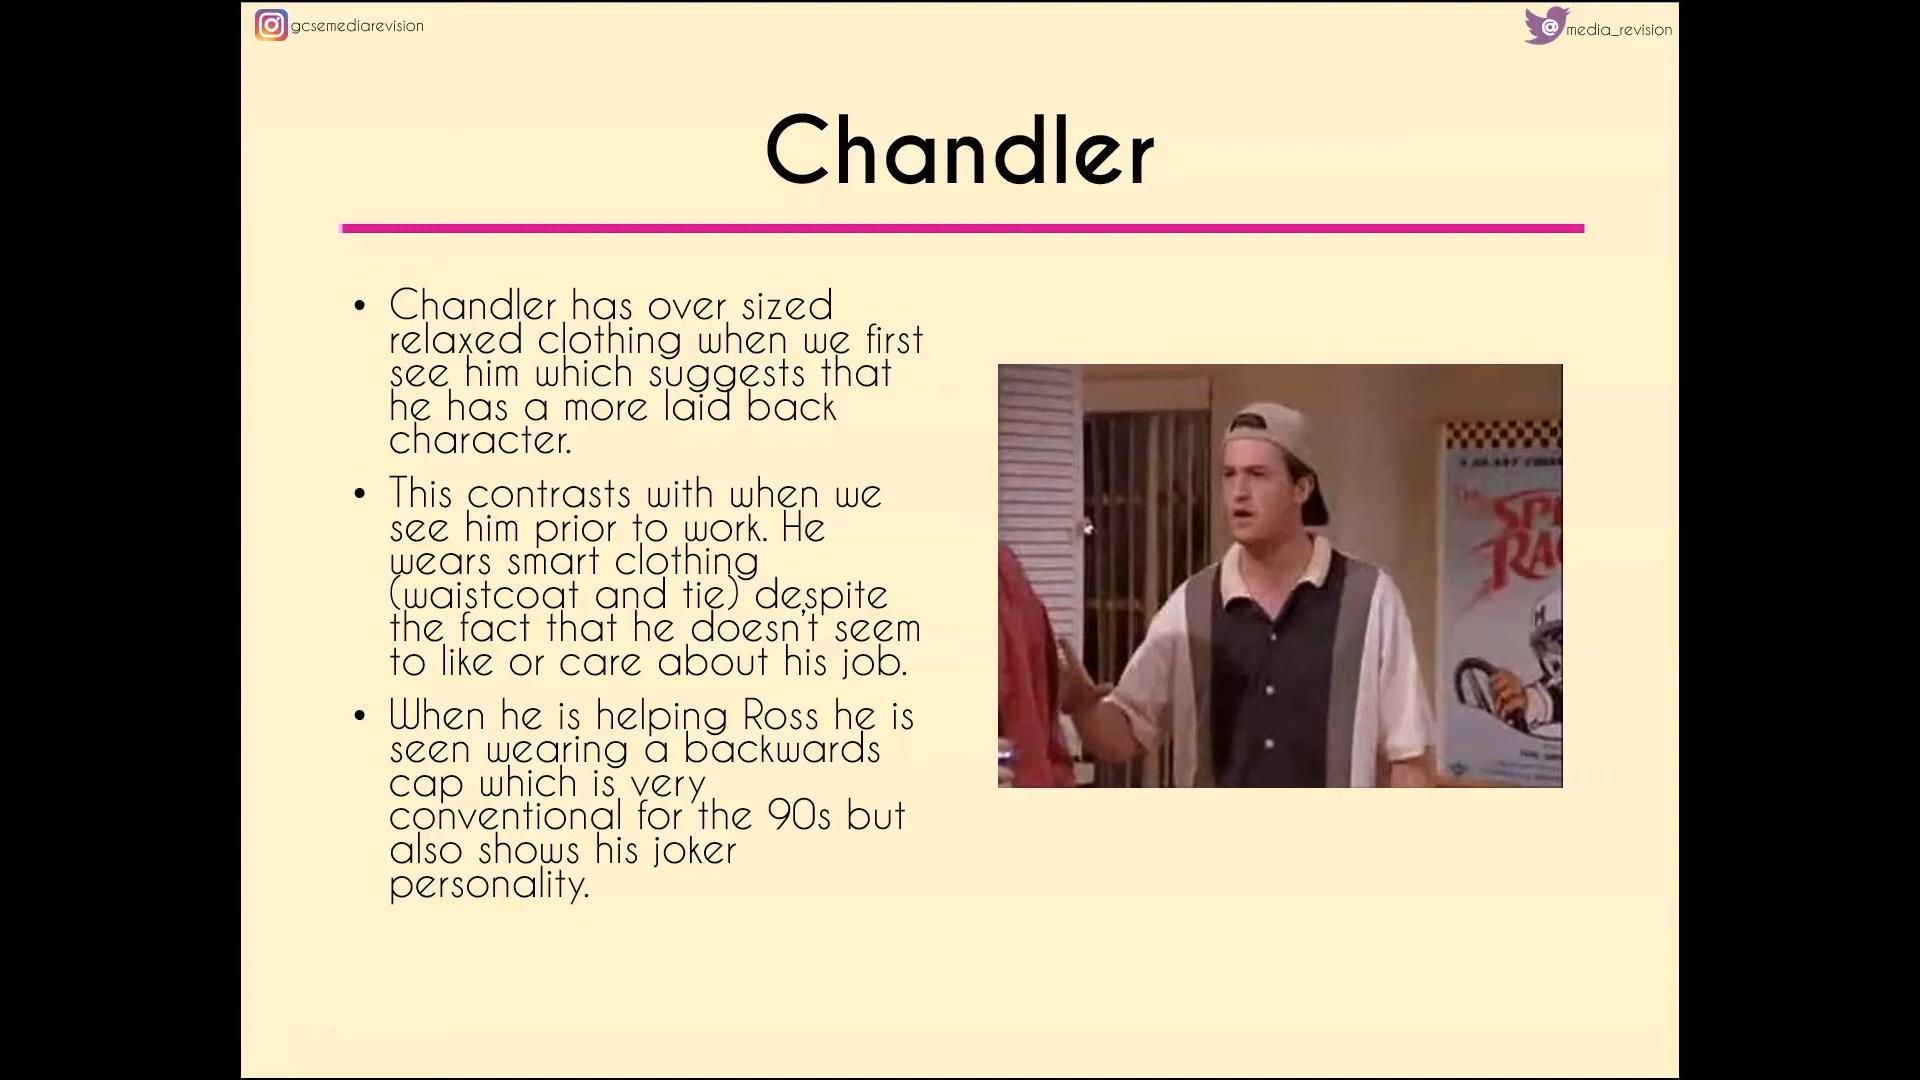 gcsemediarevision
@media_revision
Chandler
• Chandler has over sized
relaxed clothing when we first
see him which suggests that
he has a more laid back
character.
• This contrasts with when we
see him prior to work. He
wears smart clothing
(waistcoat and tie) despite
the fact that he doesn't seem
to like or care about his job.
• When he is helping Ross he is
seen wearing a backwards
cap which is very
conventional for the 90s but
also shows his joker
personality.